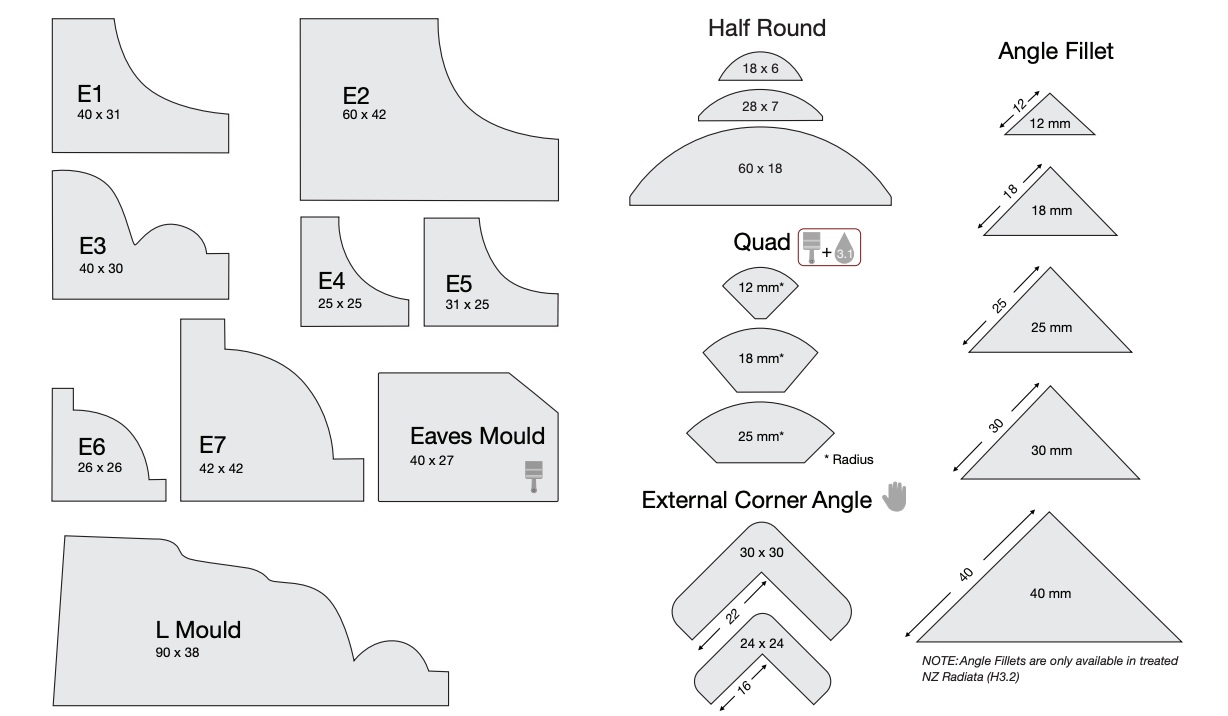 E1
40 x 31
E2
60 x 42
E3
40 x 30
E4
25 x 25
E5
31 x 25
E6
26 x 26
E7
42 x 42
Eaves Mould
40 x 27
L Mould
90 x 38
Half Round
18 x 6
28 x 7
60 x 18
Quad
+
3.1
12 mm*
18 mm*
25 mm*
* Radius
External Corner Angle
30 x 30
22
24 x 24
16
Angle Fillet
12
12 mm
18
18 mm
25
25 mm
30
30 mm
40
40 mm
NOTE: Angle Fillets are only available in treated
NZ Radiata (H3.2)